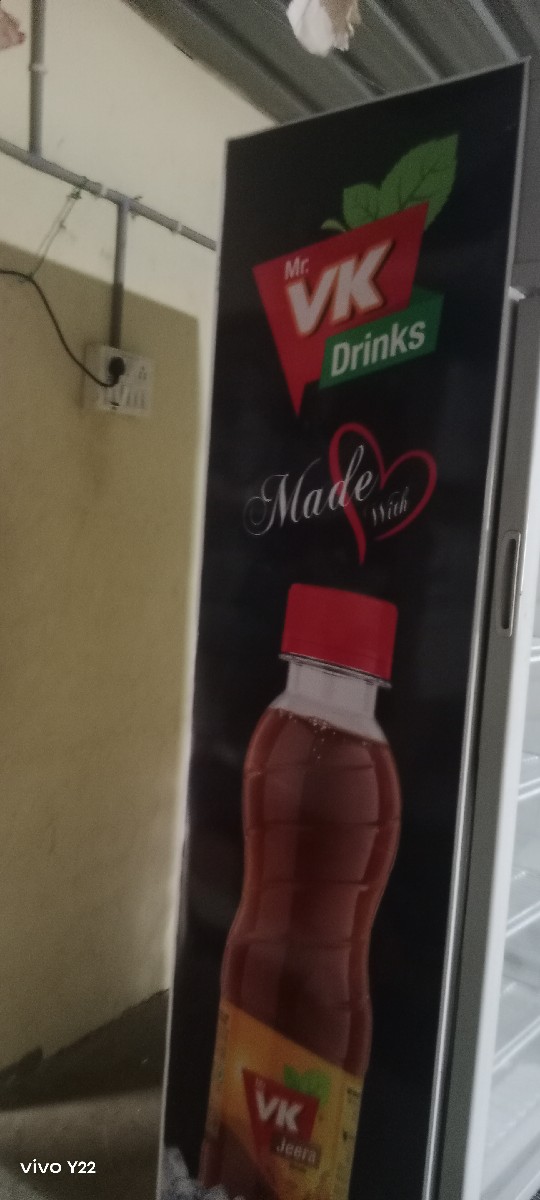 Mr.
VK
Drinks
Made
With
VK
Jeera
vivo Y22